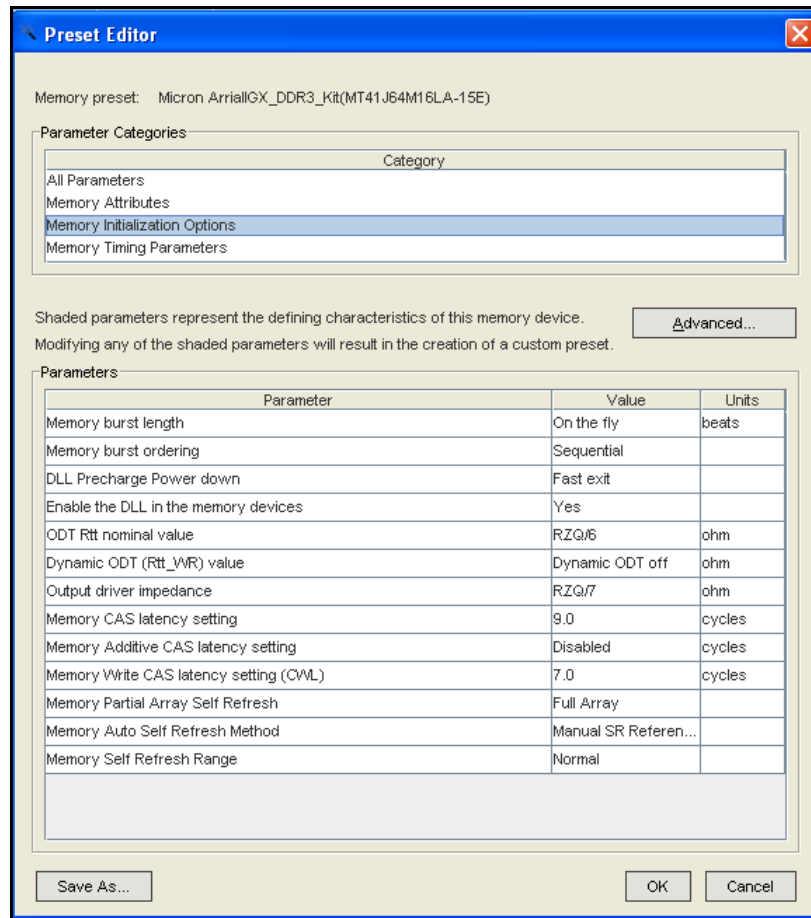 Preset Editor
Memory preset: Micron ArriaIIGX_DDR3_Kit(MT41J64M16LA-15E)
Parameter Categories
Category
All Parameters
Memory Attributes
Memory Initialization Options
Memory Timing Parameters
Shaded parameters represent the defining characteristics of this memory device.
Modifying any of the shaded parameters will result in the creation of a custom preset.
Advanced...
Parameters
Parameter Value Units
Memory burst length On the fly beats
Memory burst ordering Sequential
DLL Precharge Power down Fast exit
Enable the DLL in the memory devices Yes
ODT Rtt nominal value RZQ/6 ohm
Dynamic ODT (Rtt_WR) value Dynamic ODT off ohm
Output driver impedance RZQ/7 ohm
Memory CAS latency setting 9.0 cycles
Memory Additive CAS latency setting Disabled cycles
Memory Write CAS latency setting (CWL) 7.0 cycles
Memory Partial Array Self Refresh Full Array
Memory Auto Self Refresh Method Manual SR Referen...
Memory Self Refresh Range Normal
Save As... OK Cancel